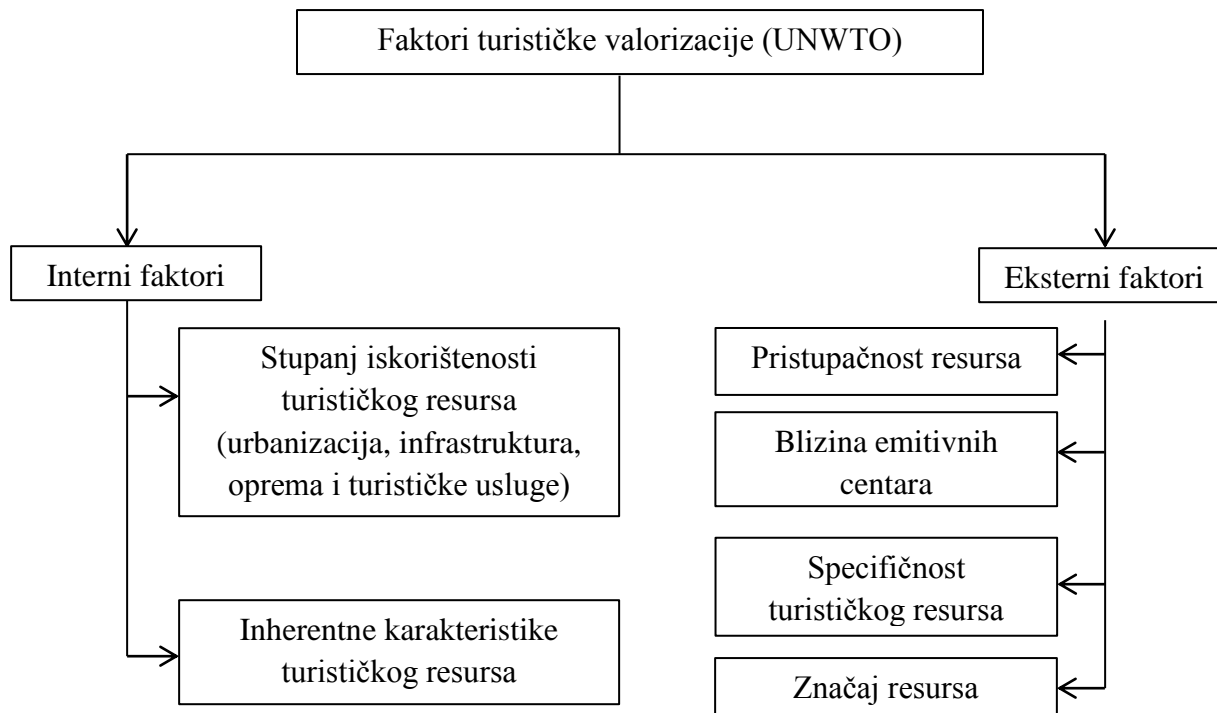 Faktori turističke valorizacije (UNWTO)
Interni faktori
Stupanj iskorištenosti
turističkog resursa
(urbanizacija, infrastruktura,
oprema i turističke usluge)
Inherentne karakteristike
turističkog resursa
Eksterni faktori
Pristupačnost resursa
Blizina emitivnih
centara
Specifičnost
turističkog resursa
Značaj resursa